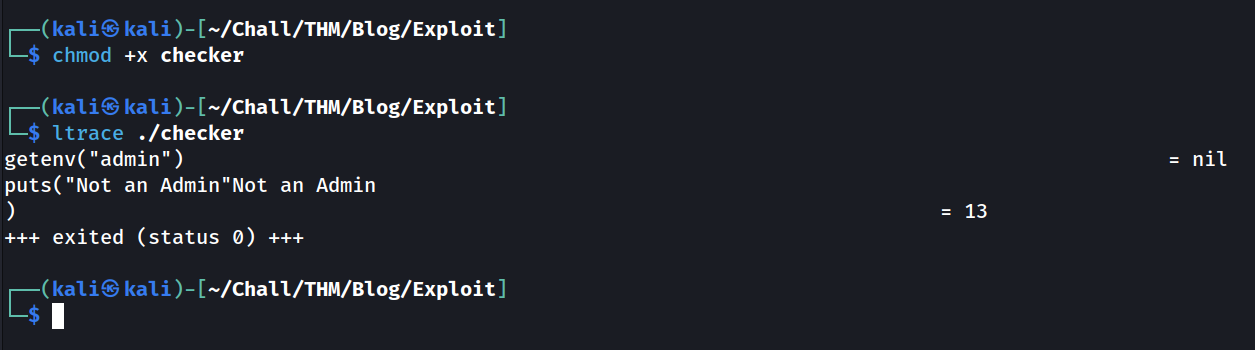 ┌──(kali㉿kali)-[~/Chall/THM/Blog/Exploit]
└─$ chmod +x checker
┌──(kali㉿kali)-[~/Chall/THM/Blog/Exploit]
└─$ ltrace ./checker
getenv("admin") = nil
puts("Not an Admin"Not an Admin
) = 13
+++ exited (status 0) +++
┌──(kali㉿kali)-[~/Chall/THM/Blog/Exploit]
└─$